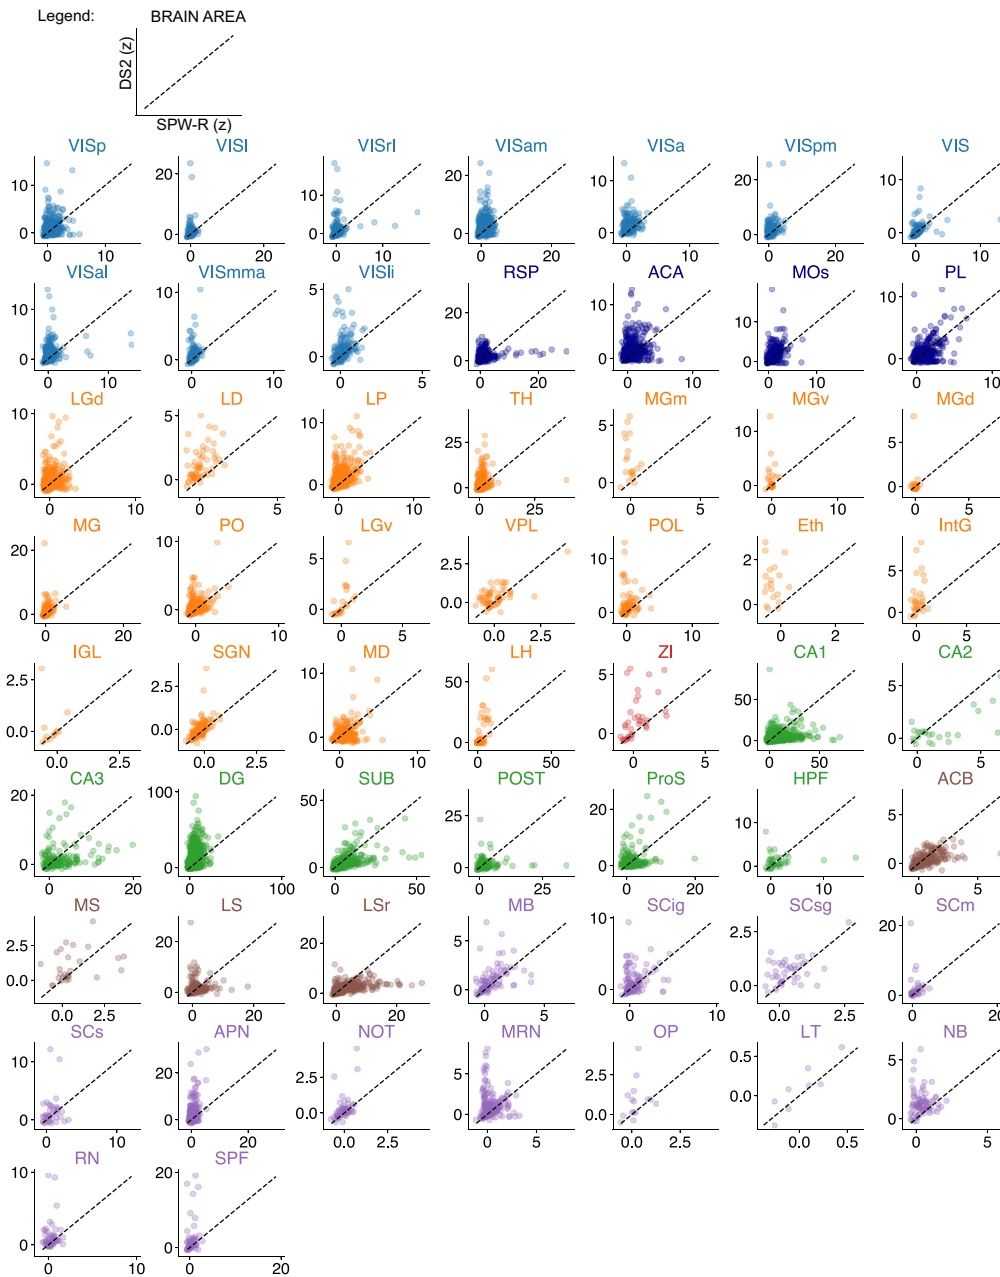 Legend: BRAIN AREA
DS2 (z)
SPW-R (z)
VISp VISl VISrl VISam VISa VISpm VIS
10 20 10 20 10 20 10
0 0 0 0 0 0 0
0 10 0 20 0 10 0 20 0 10 0 20 0 10
VISal VISmma VISli RSP ACA MOs PL
10 10 5 20 10 10 10
0 0 0 0 0 0 0
0 10 0 10 0 5 0 20 0 10 0 10 0 10
LGd LD LP TH MGm MGv MGd
10 5 10 25 5 10 5
0 0 0 0 0 0 0
0 10 0 5 0 10 0 25 0 5 0 10 0 5
MG PO LGv VPL POL Eth IntG
20 10 5 2.5 10 2 5
0 0 0 0.0 0 0 0
0 20 0 10 0 5 0.0 2.5 0 10 0 2 0 5
IGL SGN MD LH ZI CA1 CA2
2.5 2.5 10 50 5 50 5
0.0 0.0 0 0 0 0 0
0.0 2.5 0.0 2.5 0 10 0 50 0 5 0 50 0 5
CA3 DG SUB POST ProS HPF ACB
20 100 50 25 20 10 5
0 0 0 0 0 0 0
0 20 0 100 0 50 0 25 0 20 0 10 0 5
MS LS LSr MB SCig SCsg SCm
2.5 20 20 5 10 2.5 20
0.0 0 0 0 0 0.0 0
0.0 2.5 0 20 0 20 0 5 0 10 0.0 2.5 0 20
SCs APN NOT MRN OP LT NB
10 20 2.5 5 2.5 0.5 5
0 0 0.0 0 0.0 0.0 0
0 10 0 20 0.0 2.5 0 5 0.0 2.5 0.0 0.5 0 5
RN SPF
10 10
0 0
0 10 0 20